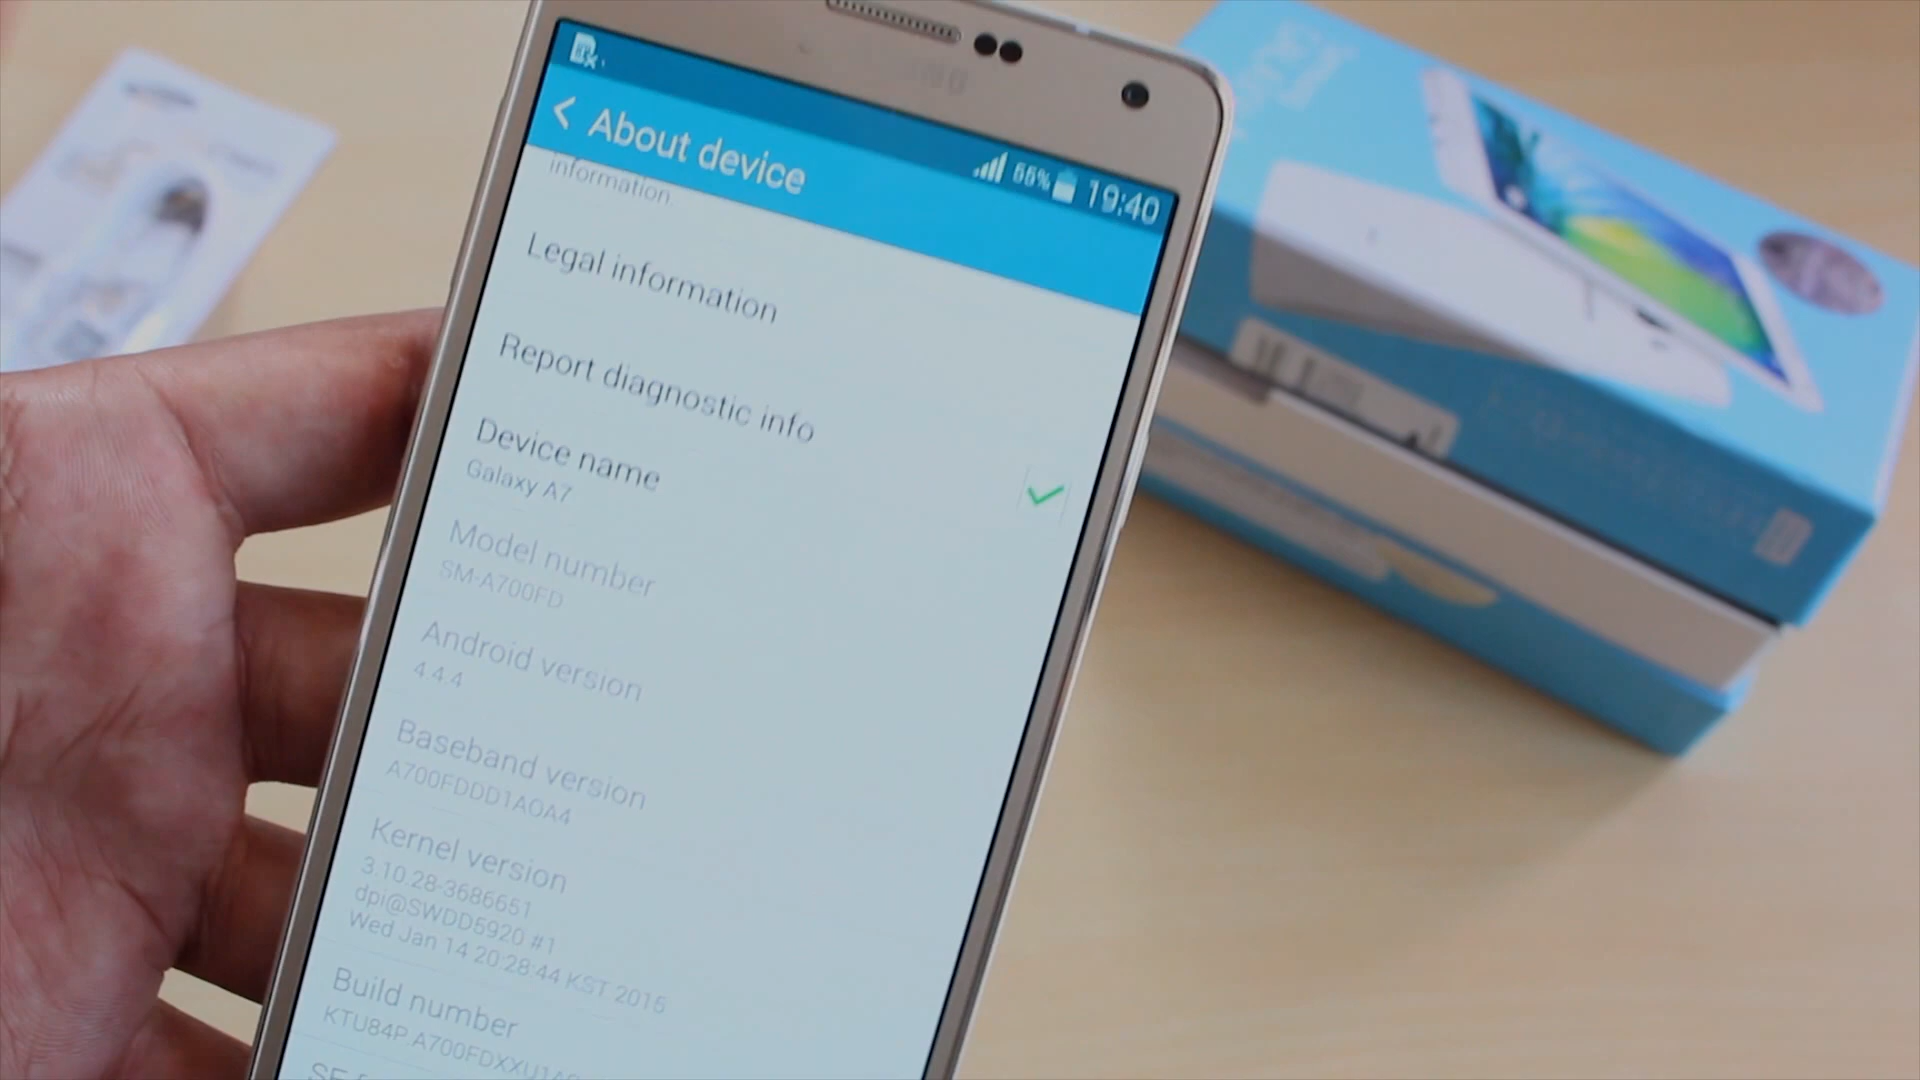 55% 19:40
About device
information.
Legal information
Report diagnostic info
Device name
Galaxy A7
Model number
SM-A700FD
Android version
4.4.4
Baseband version
A700FDDD1AOA4
Kernel version
3.10.28-3686651
dpi@SWDD5920 #1
Wed Jan 14 20:28:44 KST 2015
Build number